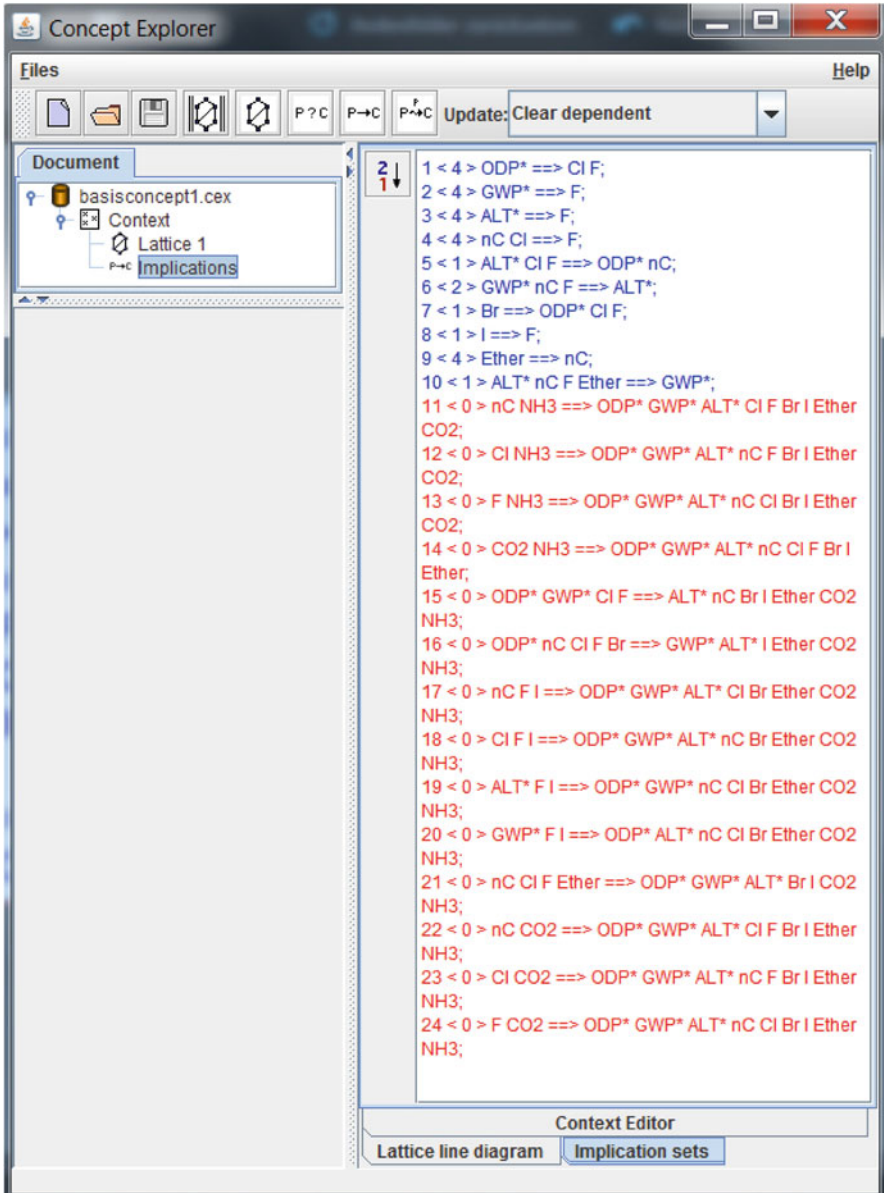 Concept Explorer
Files
Help
P?C
P→C
Update:
Clear dependent
Document
basisconcept1.cex
Context
Lattice 1
P→C Implications
2
1
1 < 4 > ODP* ==> Cl F;
2 < 4 > GWP* ==> F;
3 < 4 > ALT* ==> F;
4 < 4 > nC Cl ==> F;
5 < 1 > ALT* Cl F ==> ODP* nC;
6 < 2 > GWP* nC F ==> ALT*;
7 < 1 > Br ==> ODP* Cl F;
8 < 1 > I ==> F;
9 < 4 > Ether ==> nC;
10 < 1 > ALT* nC F Ether ==> GWP*;
11 < 0 > nC NH3 ==> ODP* GWP* ALT* Cl F Br I Ether
CO2;
12 < 0 > Cl NH3 ==> ODP* GWP* ALT* nC F Br I Ether
CO2;
13 < 0 > F NH3 ==> ODP* GWP* ALT* nC Cl Br I Ether
CO2;
14 < 0 > CO2 NH3 ==> ODP* GWP* ALT* nC Cl F Br I
Ether;
15 < 0 > ODP* GWP* Cl F ==> ALT* nC Br I Ether CO2
NH3;
16 < 0 > ODP* nC Cl F Br ==> GWP* ALT* I Ether CO2
NH3;
17 < 0 > nC F I ==> ODP* GWP* ALT* Cl Br Ether CO2
NH3;
18 < 0 > Cl F I ==> ODP* GWP* ALT* nC Br Ether CO2
NH3;
19 < 0 > ALT* F I ==> ODP* GWP* nC Cl Br Ether CO2
NH3;
20 < 0 > GWP* F I ==> ODP* ALT* nC Cl Br Ether CO2
NH3;
21 < 0 > nC Cl F Ether ==> ODP* GWP* ALT* Br I CO2
NH3;
22 < 0 > nC CO2 ==> ODP* GWP* ALT* Cl F Br I Ether
NH3;
23 < 0 > Cl CO2 ==> ODP* GWP* ALT* nC F Br I Ether
NH3;
24 < 0 > F CO2 ==> ODP* GWP* ALT* nC Cl Br I Ether
NH3;
Context Editor
Lattice line diagram
Implication sets